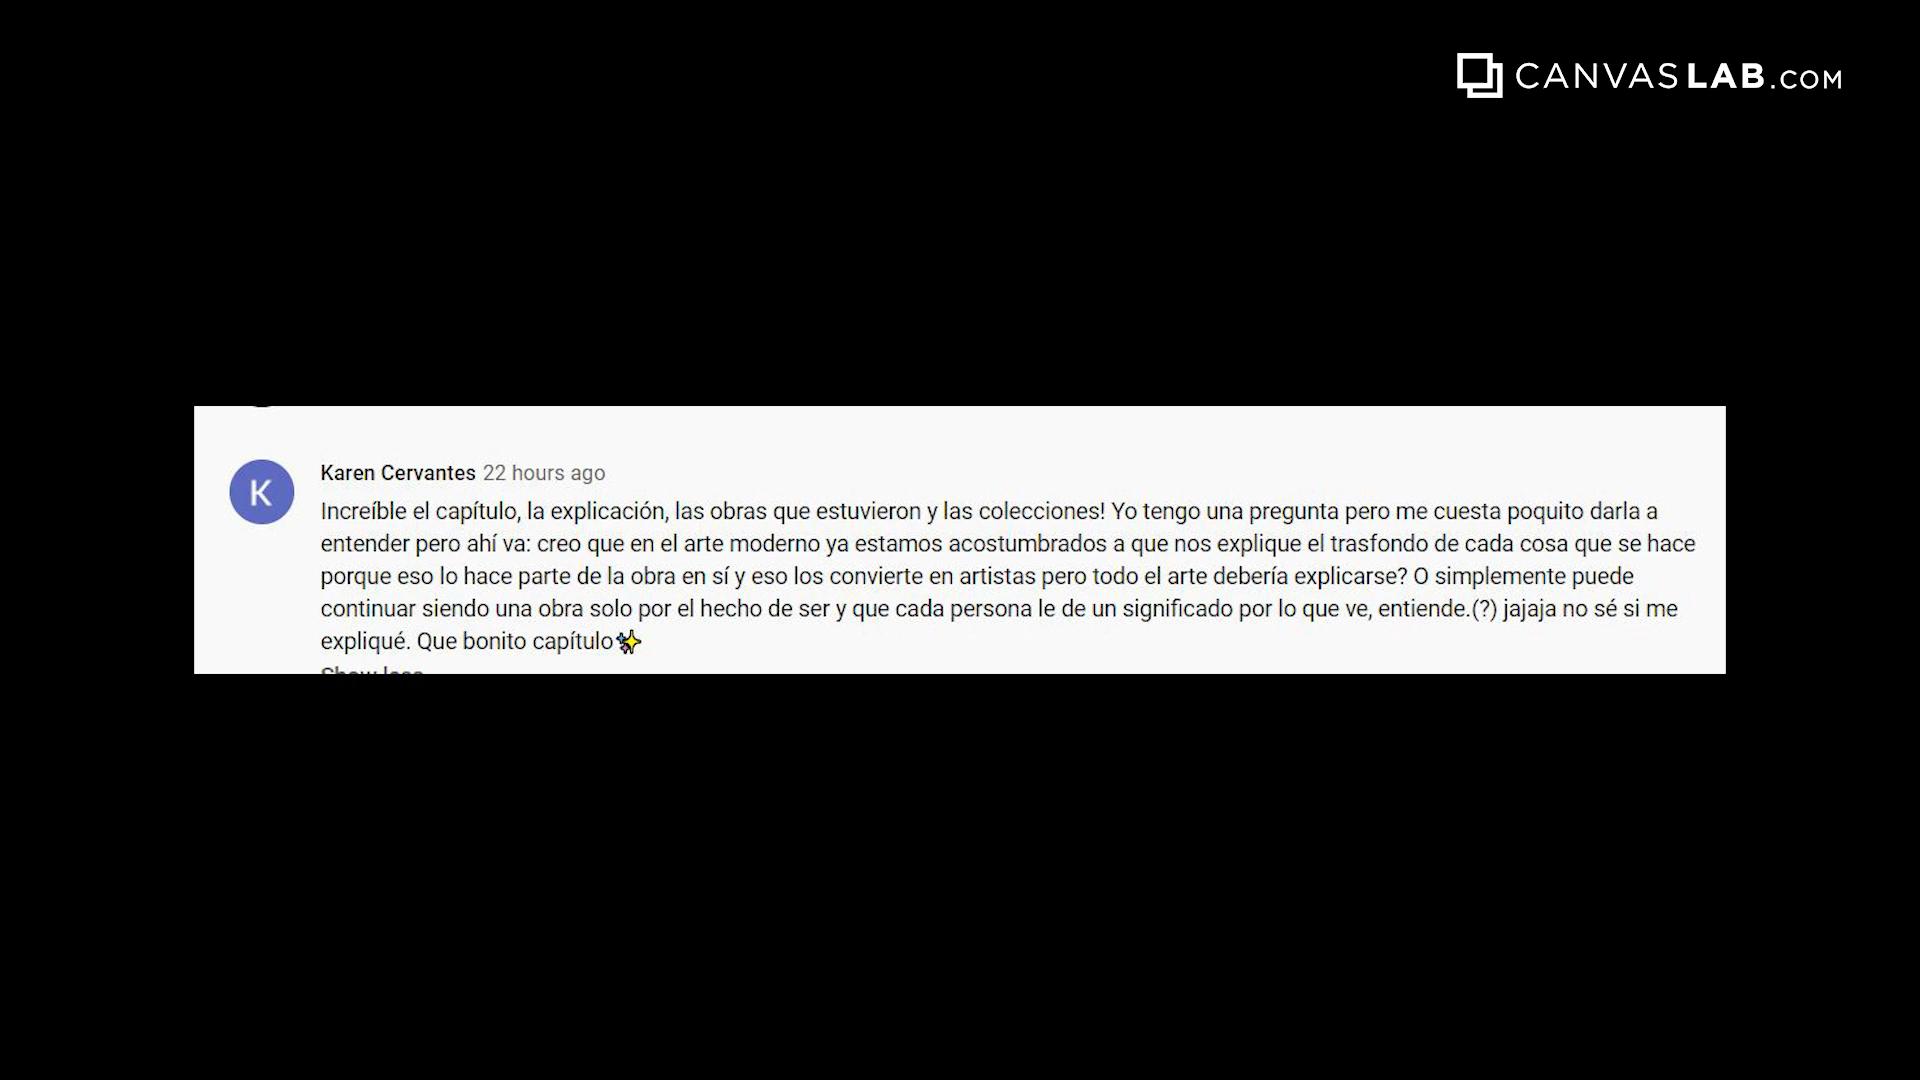 CANVASLAB.COM
K
Karen Cervantes 22 hours ago
Increíble el capítulo, la explicación, las obras que estuvieron y las colecciones! Yo tengo una pregunta pero me cuesta poquito darla a
entender pero ahí va: creo que en el arte moderno ya estamos acostumbrados a que nos explique el trasfondo de cada cosa que se hace
porque eso lo hace parte de la obra en sí y eso los convierte en artistas pero todo el arte debería explicarse? O simplemente puede
continuar siendo una obra solo por el hecho de ser y que cada persona le de un significado por lo que ve, entiende.(?) jajaja no sé si me
expliqué. Que bonito capítulo✨
Show less